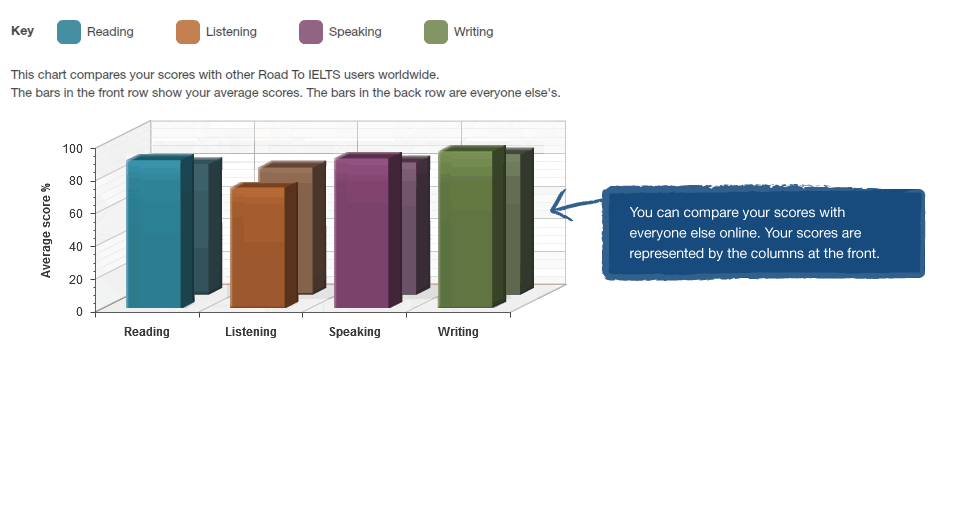 Key Reading Listening Speaking Writing
This chart compares your scores with other Road To IELTS users worldwide.
The bars in the front row show your average scores. The bars in the back row are everyone else's.
Average score %
100
80
60
40
20
0
Reading Listening Speaking Writing
You can compare your scores with
everyone else online. Your scores are
represented by the columns at the front.